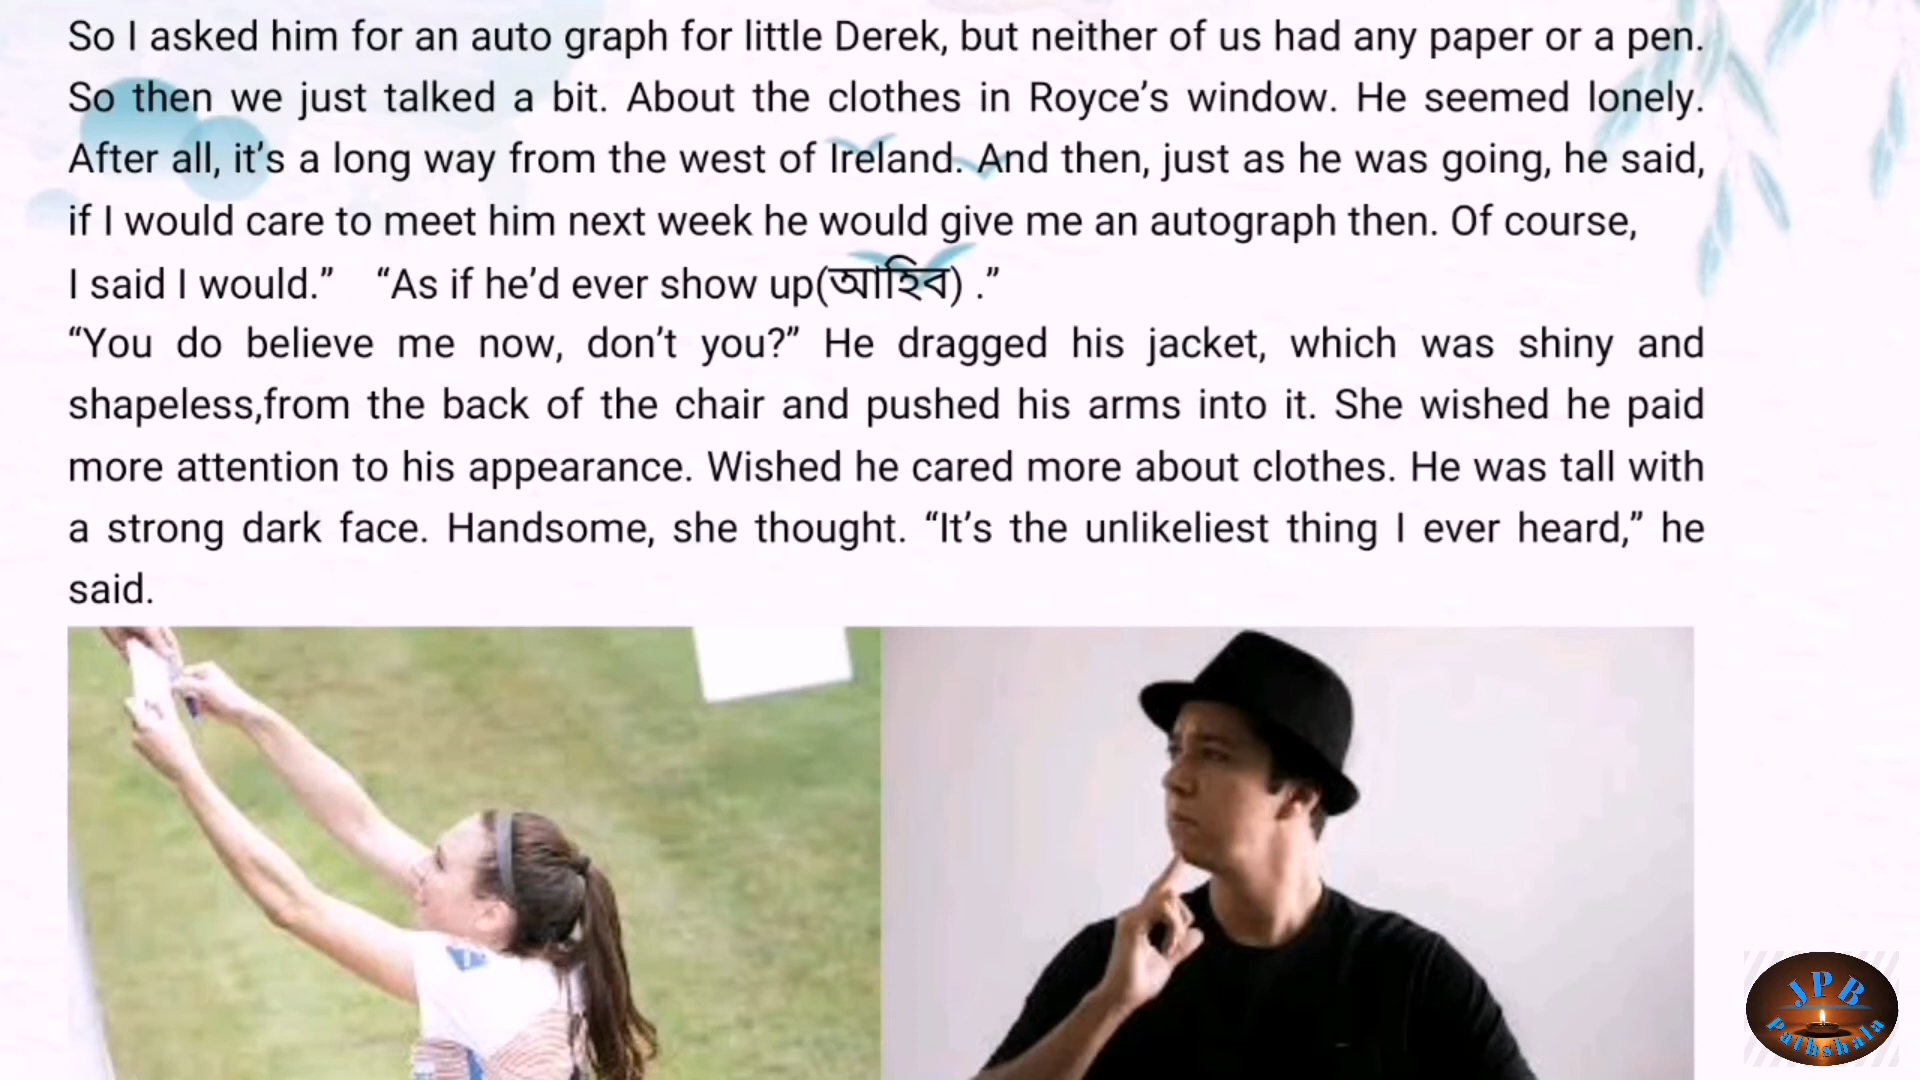 So I asked him for an auto graph for little Derek, but neither of us had any paper or a pen.
So then we just talked a bit. About the clothes in Royce’s window. He seemed lonely.
After all, it’s a long way from the west of Ireland. And then, just as he was going, he said,
if I would care to meet him next week he would give me an autograph then. Of course,
I said I would.” “As if he’d ever show up(আহিব) .”
“You do believe me now, don’t you?” He dragged his jacket, which was shiny and
shapeless,from the back of the chair and pushed his arms into it. She wished he paid
more attention to his appearance. Wished he cared more about clothes. He was tall with
a strong dark face. Handsome, she thought. “It’s the unlikeliest thing I ever heard,” he
said.
JPB
Pathshala